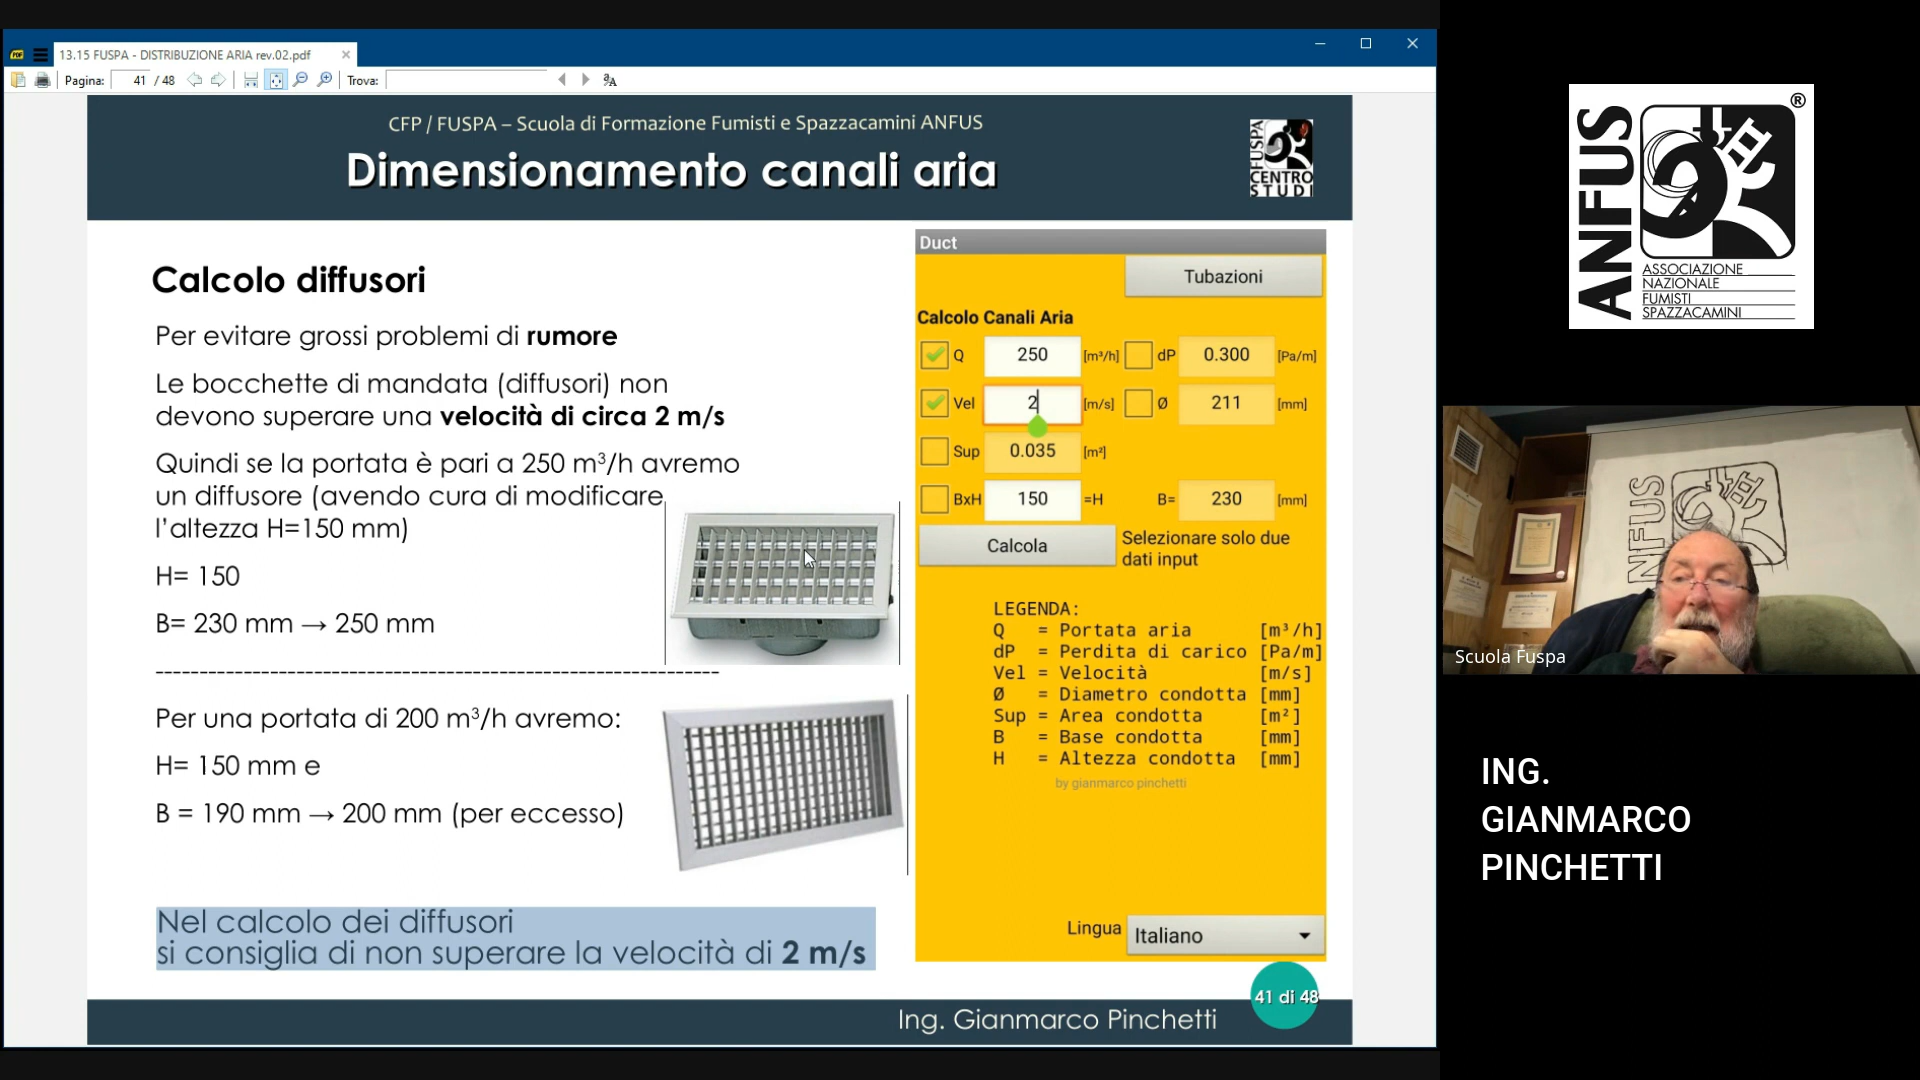 13.15 FUSPA - DISTRIBUZIONE ARIA rev.02.pdf
Pagina: 41 / 48 Trova:
CFP / FUSPA – Scuola di Formazione Fumisti e Spazzacamini ANFUS
Dimensionamento canali aria
FUSPA
CENTRO
STUDI
Calcolo diffusori
Per evitare grossi problemi di rumore
Le bocchette di mandata (diffusori) non
devono superare una velocità di circa 2 m/s
Quindi se la portata è pari a 250 m³/h avremo
un diffusore (avendo cura di modificare
l'altezza H=150 mm)
H= 150
B= 230 mm → 250 mm
Per una portata di 200 m³/h avremo:
H= 150 mm e
B = 190 mm → 200 mm (per eccesso)
Nel calcolo dei diffusori
si consiglia di non superare la velocità di 2 m/s
Duct
Tubazioni
Calcolo Canali Aria
Q 250 [m³/h] dP 0.300 [Pa/m]
Vel 2 [m/s] Ø 211 [mm]
Sup 0.035 [m²]
BxH 150 =H B= 230 [mm]
Calcola
Selezionare solo due
dati input
LEGENDA:
Q = Portata aria [m³/h]
dP = Perdita di carico [Pa/m]
Vel = Velocità [m/s]
Ø = Diametro condotta [mm]
Sup = Area condotta [m²]
B = Base condotta [mm]
H = Altezza condotta [mm]
by gianmarco pinchetti
Lingua Italiano
41 di 48
Ing. Gianmarco Pinchetti
ANFUS
®
ASSOCIAZIONE
NAZIONALE
FUMISTI
SPAZZACAMINI
NFUS
Scuola Fuspa
ING.
GIANMARCO
PINCHETTI